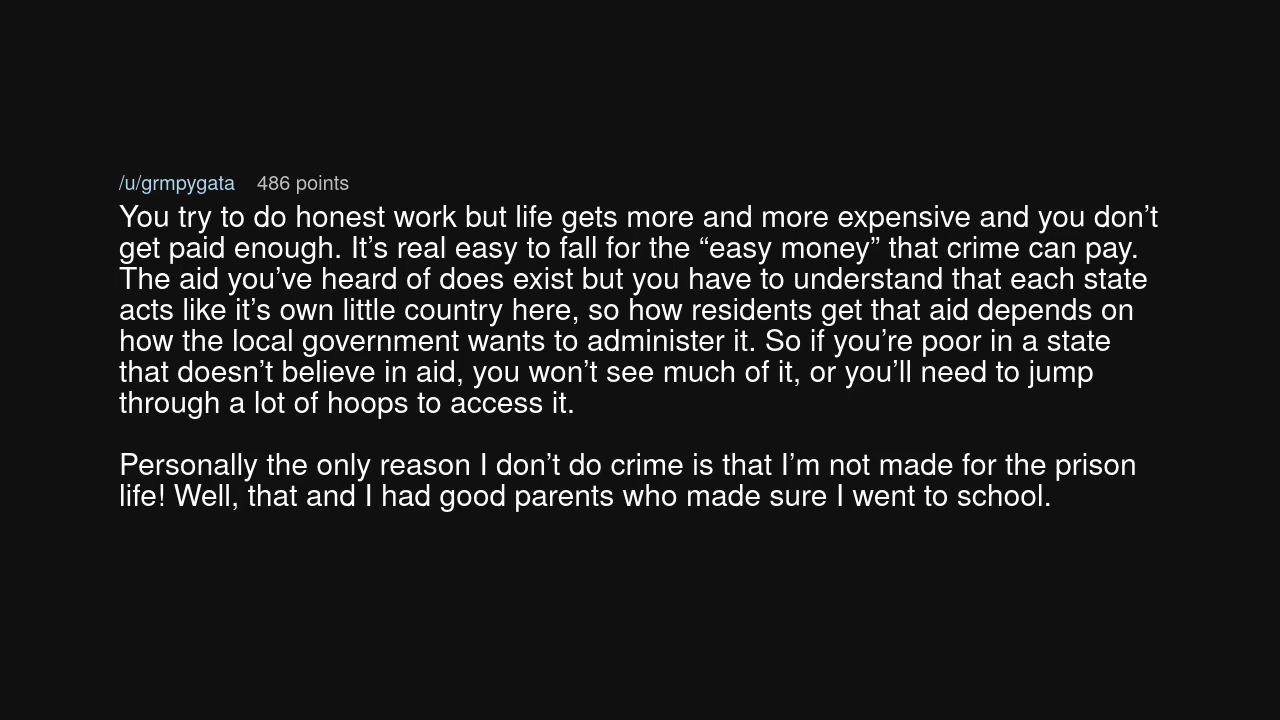 /u/grmpygata 486 points
You try to do honest work but life gets more and more expensive and you don’t
get paid enough. It’s real easy to fall for the “easy money” that crime can pay.
The aid you’ve heard of does exist but you have to understand that each state
acts like it’s own little country here, so how residents get that aid depends on
how the local government wants to administer it. So if you’re poor in a state
that doesn’t believe in aid, you won’t see much of it, or you’ll need to jump
through a lot of hoops to access it.
Personally the only reason I don’t do crime is that I’m not made for the prison
life! Well, that and I had good parents who made sure I went to school.